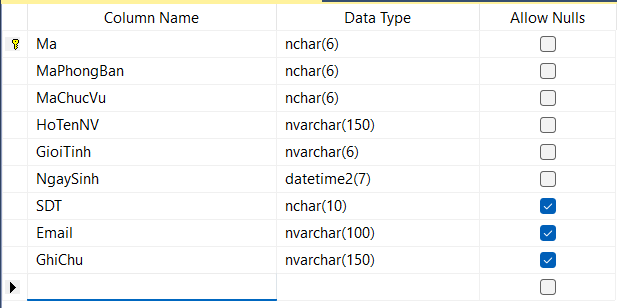 Column Name Data Type Allow Nulls
Ma nchar(6)
MaPhongBan nchar(6)
MaChucVu nchar(6)
HoTenNV nvarchar(150)
GioiTinh nvarchar(6)
NgaySinh datetime2(7)
SDT nchar(10)
Email nvarchar(100)
GhiChu nvarchar(150)